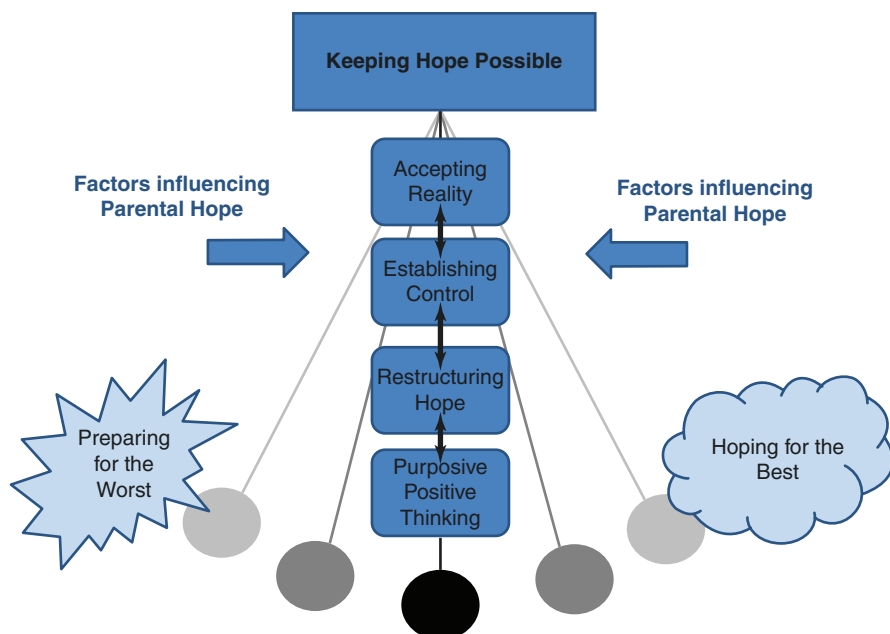 Keeping Hope Possible
Accepting
Reality
Factors influencing
Parental Hope
Factors influencing
Parental Hope
Establishing
Control
Restructuring
Hope
Preparing
for the
Worst
Hoping for the
Best
Purposive
Positive
Thinking